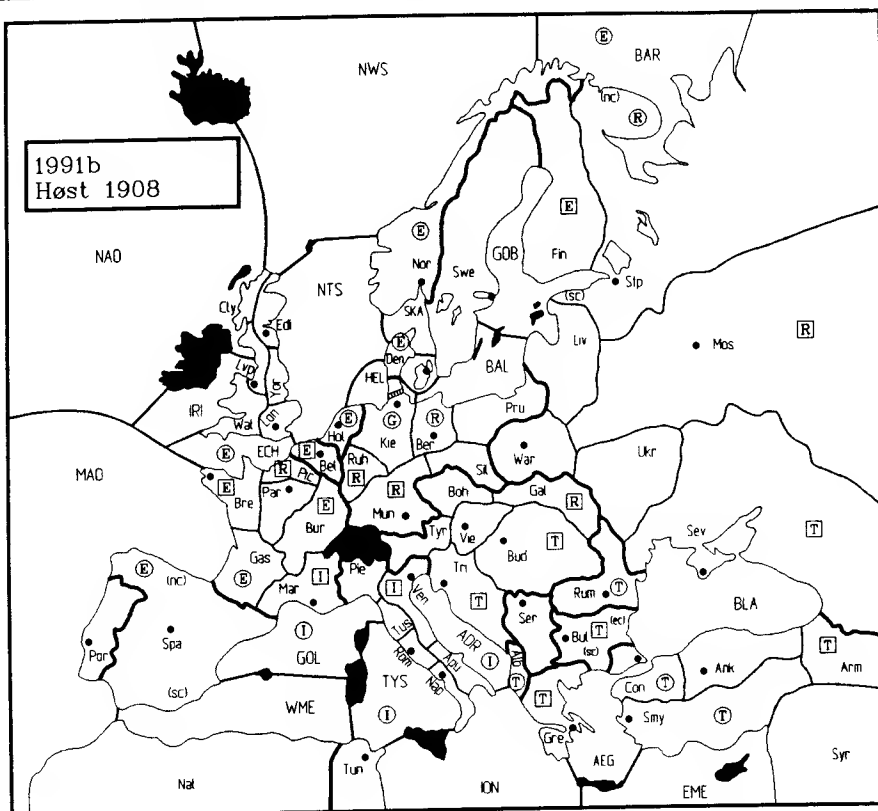 1991b
Høst 1908
E
BAR
NWS
(nc)
R
NAO
E
Nor
Swe
GOB
E
Fin
Stp
(sc)
NTS
Cly
Edi
SKA
E
Den
Liv
Mos
R
Lvp
Yor
HEL
BAL
IRI
Wal
Lon
Hol
E
G
Kie
R
Ber
Pru
War
Ukr
ECH
E
E
Bel
Ruh
R
Sil
MAO
R
Pic
E
Bre
Par
E
Bur
R
Mun
Boh
Gal
R
Tyr
Vie
Bud
T
Sev
T
Gas
E
Mar
I
Pie
I
Ven
Tri
T
Rum
T
E
(nc)
Ser
BLA
I
GOL
Tus
ADR
I
Bul
T
(ec)
(sc)
Por
Spa
Rom
Apu
Alb
T
T
Con
T
Ank
T
Arm
(sc)
TYS
I
Nap
Gre
Smy
T
WME
AEG
Syr
Naf
Tun
ION
EME